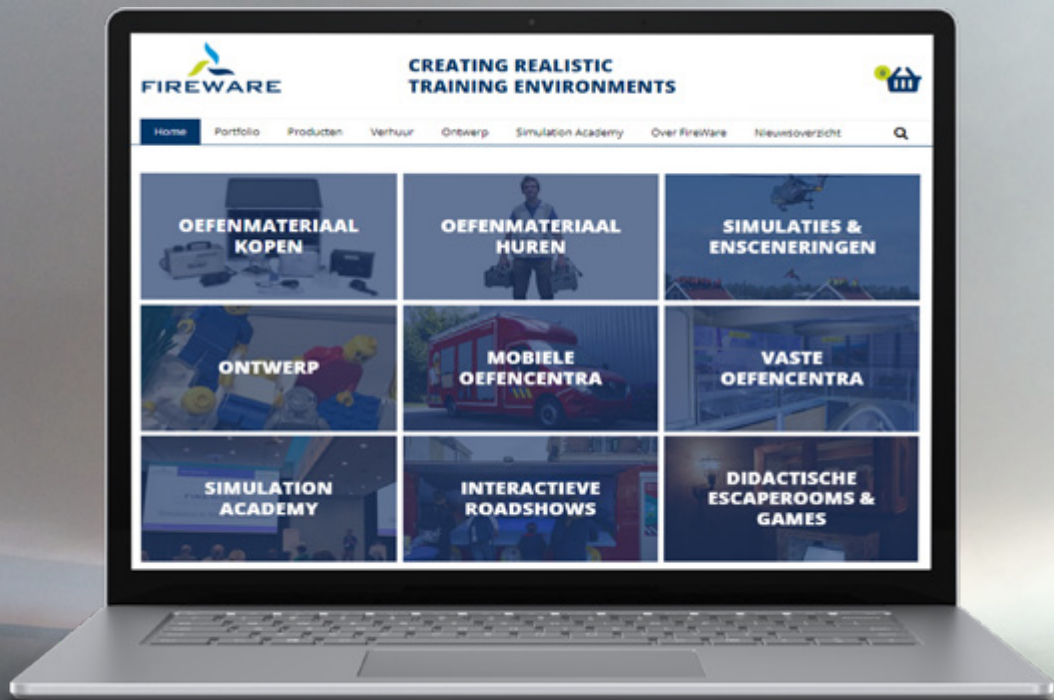 FIREWARE
CREATING REALISTIC
TRAINING ENVIRONMENTS
0
Home Portfolio Producten Verhuur Ontwerp Simulation Academy Over FireWare Nieuwsoverzicht
OEFENMATERIAAL
KOPEN
OEFENMATERIAAL
HUREN
SIMULATIES &
ENSCENERINGEN
ONTWERP
MOBIELE
OEFENCENTRA
VASTE
OEFENCENTRA
SIMULATION
ACADEMY
INTERACTIEVE
ROADSHOWS
DIDACTISCHE
ESCAPEROOMS &
GAMES